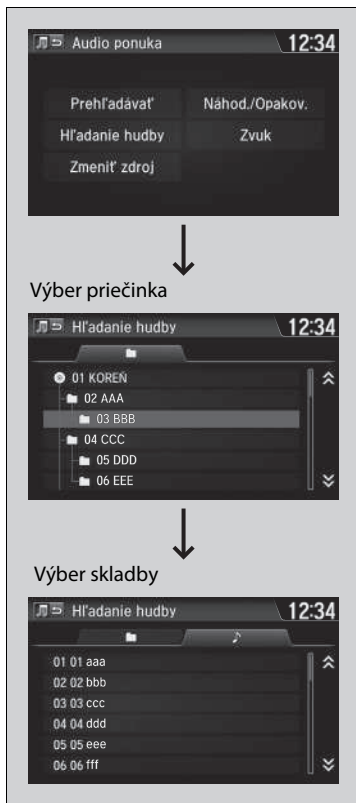 Audio ponuka 12:34
Prehľadávať Náhod./Opakov.
Hľadanie hudby Zvuk
Zmeniť zdroj
Výber priečinka
Hľadanie hudby 12:34
01 KOREŇ
02 AAA
03 BBB
04 CCC
05 DDD
06 EEE
Výber skladby
Hľadanie hudby 12:34
01 01 aaa
02 02 bbb
03 03 ccc
04 04 ddd
05 05 eee
06 06 fff